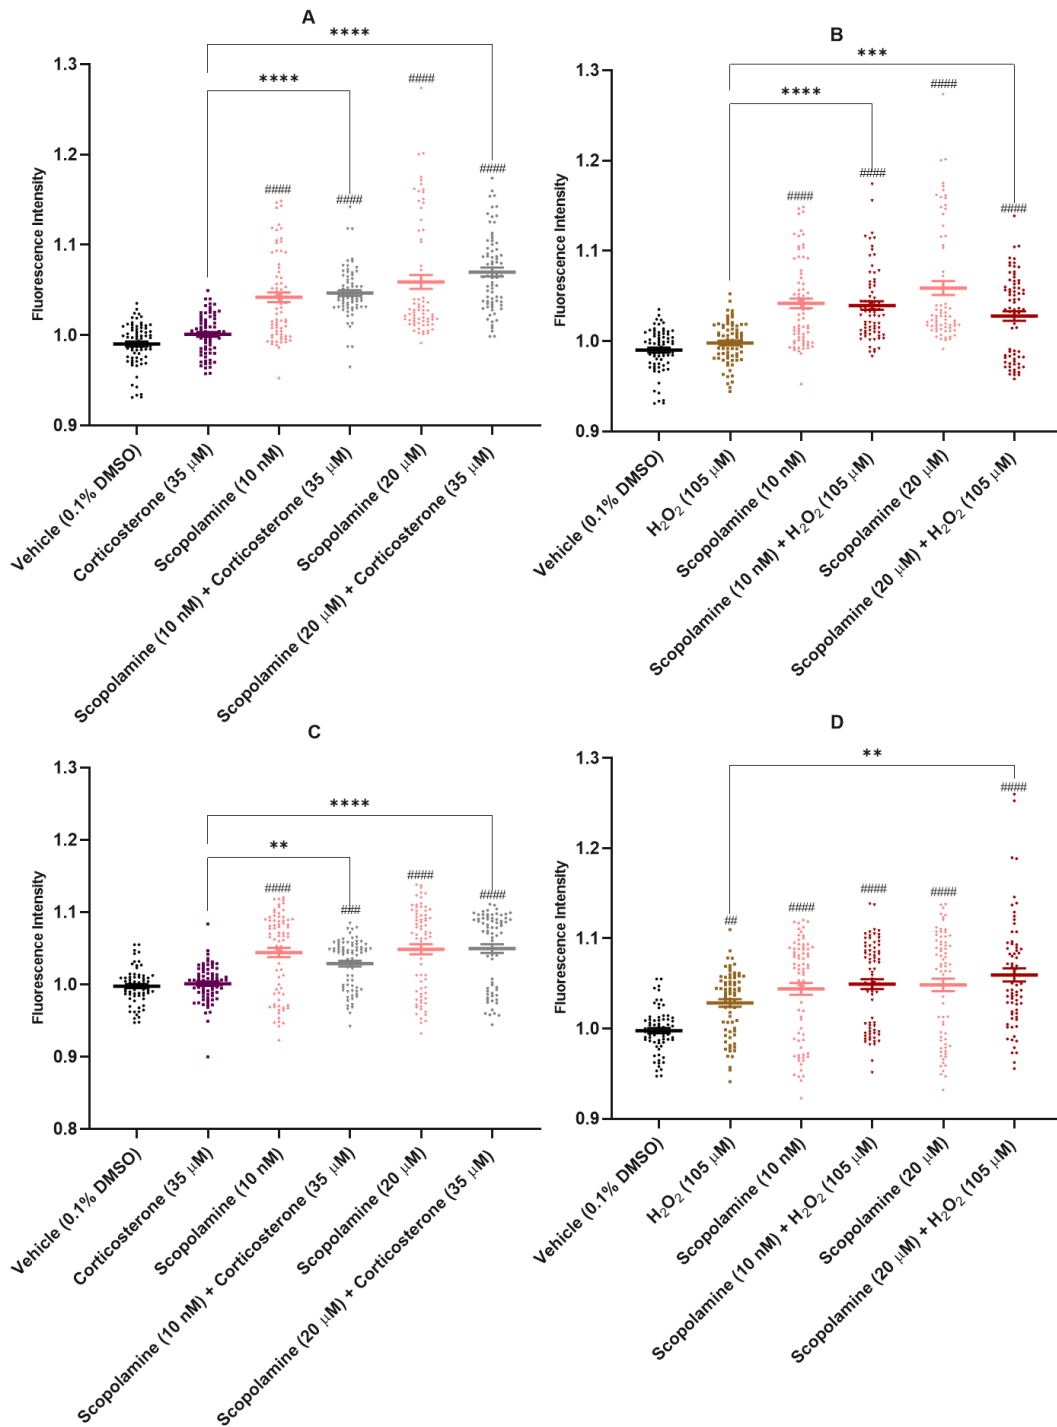 A
****
****
####
####
####
####
1.3
1.2
1.1
1.0
0.9
Fluorescence Intensity
Vehicle (0.1% DMSO)
Corticosterone (35 μM)
Scopolamine (10 nM)
Scopolamine (10 nM) + Corticosterone (35 μM)
Scopolamine (20 μM)
Scopolamine (20 μM) + Corticosterone (35 μM)
B
***
****
####
####
####
####
1.3
1.2
1.1
1.0
0.9
Fluorescence Intensity
Vehicle (0.1% DMSO)
H₂O₂ (105 μM)
Scopolamine (10 nM)
Scopolamine (10 nM) + H₂O₂ (105 μM)
Scopolamine (20 μM)
Scopolamine (20 μM) + H₂O₂ (105 μM)
C
****
**
####
###
####
####
1.3
1.2
1.1
1.0
0.9
0.8
Fluorescence Intensity
Vehicle (0.1% DMSO)
Corticosterone (35 μM)
Scopolamine (10 nM)
Scopolamine (10 nM) + Corticosterone (35 μM)
Scopolamine (20 μM)
Scopolamine (20 μM) + Corticosterone (35 μM)
D
**
##
####
####
####
####
1.3
1.2
1.1
1.0
0.9
Fluorescence Intensity
Vehicle (0.1% DMSO)
H₂O₂ (105 μM)
Scopolamine (10 nM)
Scopolamine (10 nM) + H₂O₂ (105 μM)
Scopolamine (20 μM)
Scopolamine (20 μM) + H₂O₂ (105 μM)